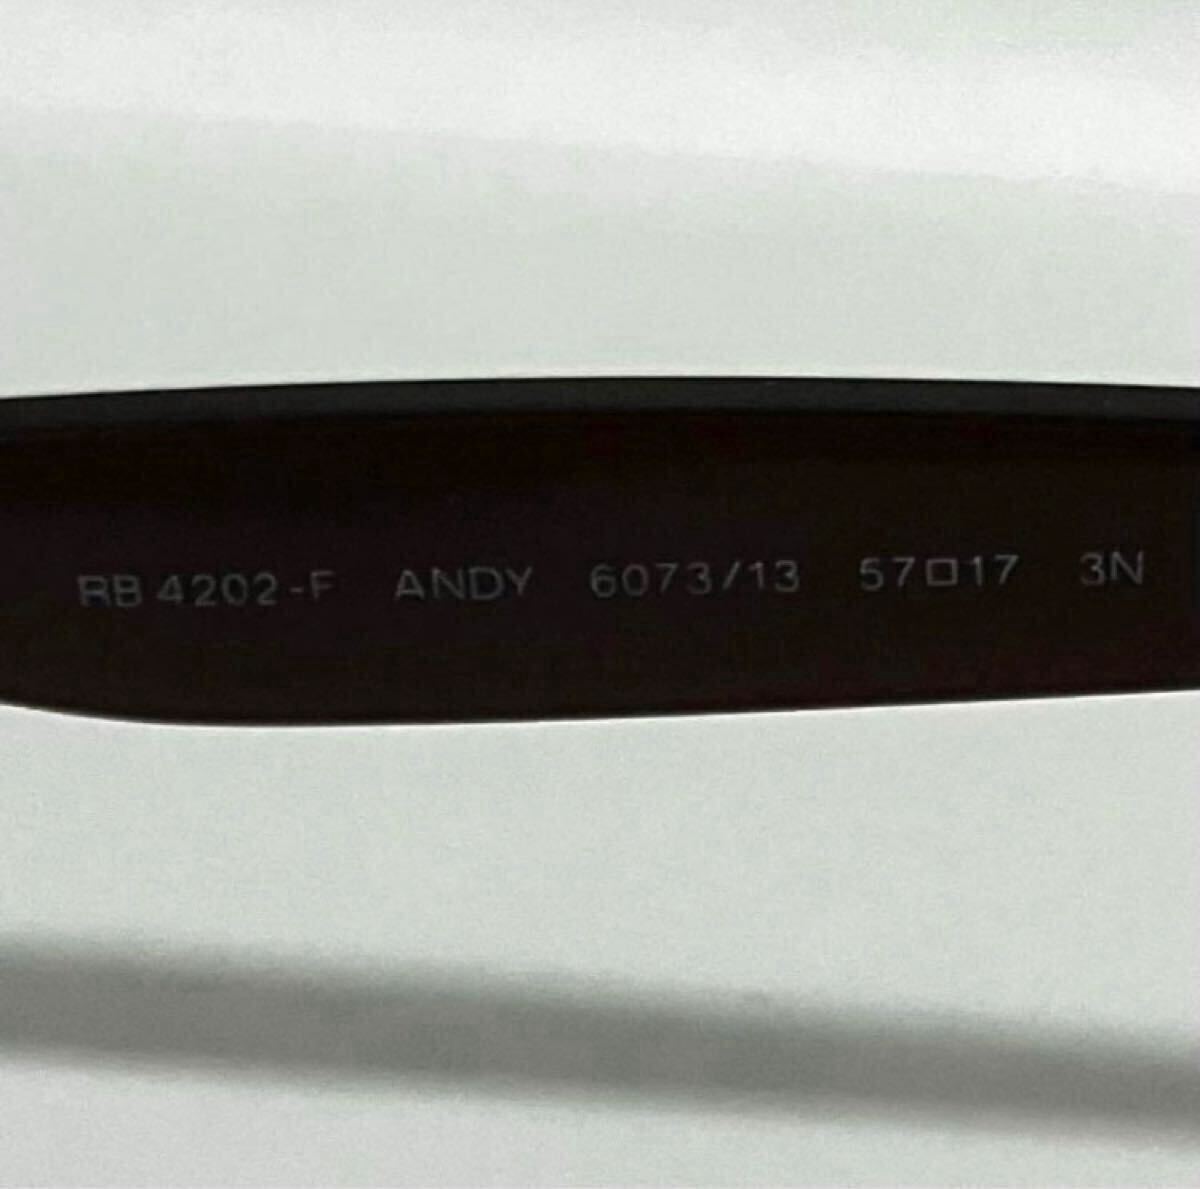 RB 4202-F ANDY 6073/13 57□17 3N